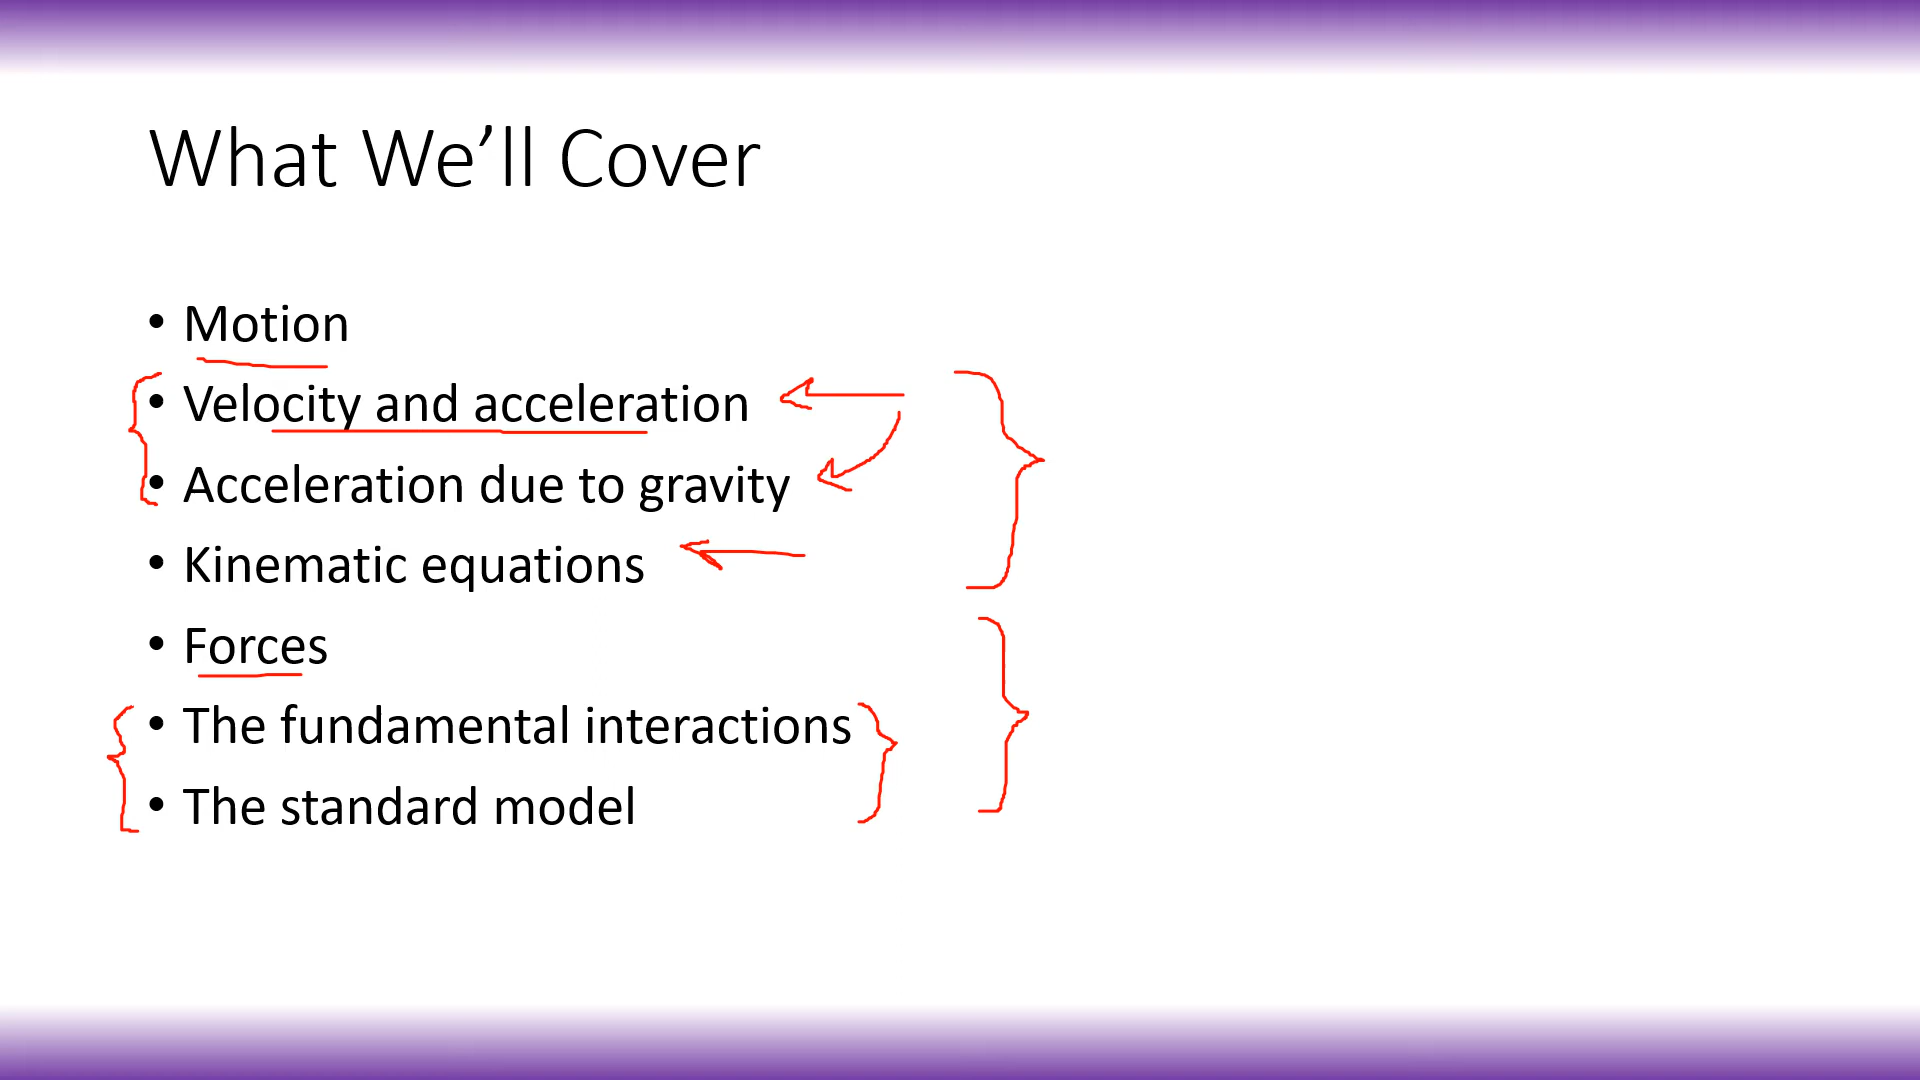 What We’ll Cover
• Motion
• Velocity and acceleration
• Acceleration due to gravity
• Kinematic equations
• Forces
• The fundamental interactions
• The standard model